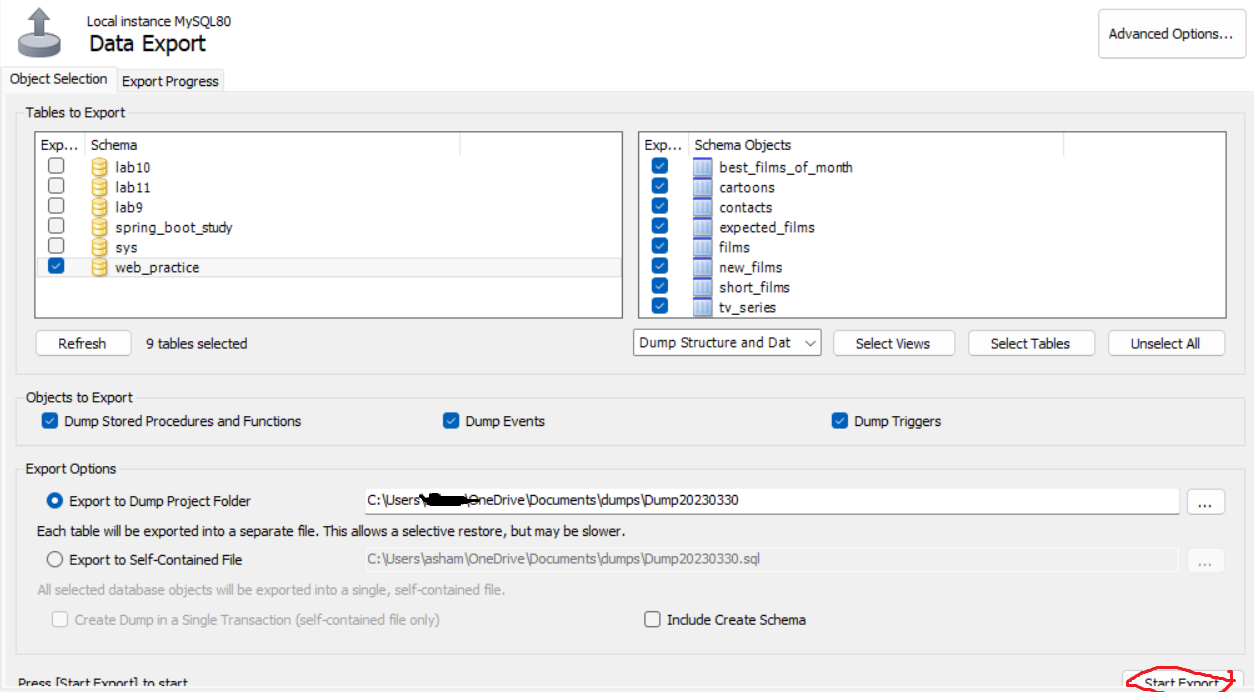 Local instance MySQL80
Data Export
Advanced Options...
Object Selection
Export Progress
Tables to Export
Exp... Schema
lab10
lab11
lab9
spring_boot_study
sys
web_practice
Exp... Schema Objects
best_films_of_month
cartoons
contacts
expected_films
films
new_films
short_films
tv_series
Refresh 9 tables selected
Dump Structure and Dat Select Views Select Tables Unselect All
Objects to Export
Dump Stored Procedures and Functions Dump Events Dump Triggers
Export Options
Export to Dump Project Folder C:\Users\ \OneDrive\Documents\dumps\Dump20230330 ...
Each table will be exported into a separate file. This allows a selective restore, but may be slower.
Export to Self-Contained File C:\Users\asham\OneDrive\Documents\dumps\Dump20230330.sql ...
All selected database objects will be exported into a single, self-contained file.
Create Dump in a Single Transaction (self-contained file only) Include Create Schema
Press [Start Export] to start Start Export